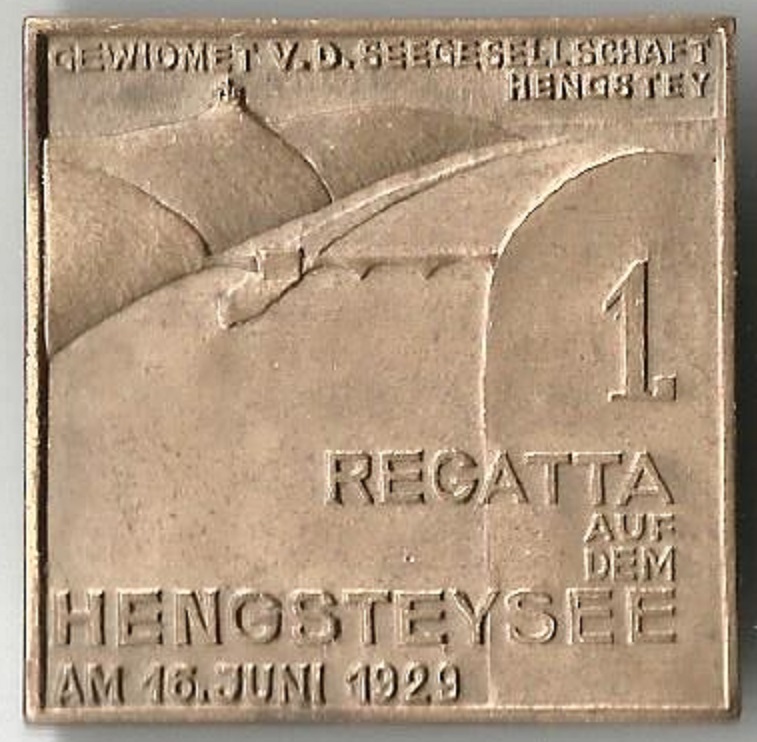 GEWIDMET V.D. SEEGESELLSCHAFT
HENGSTEY
1.
REGATTA
AUF
DEM
HENGSTEYSEE
AM 16. JUNI 1929